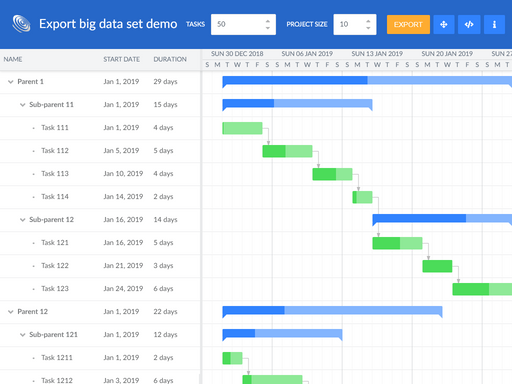 Export big data set demo TASKS 50 PROJECT SIZE 10 EXPORT
SUN 30 DEC 2018 SUN 06 JAN 2019 SUN 13 JAN 2019 SUN 20 JAN 2019 SUN 27
NAME START DATE DURATION S M T W T F S S M T W T F S S M T W T F S S M T W T F S S M T
Parent 1 Jan 1, 2019 29 days
Sub-parent 11 Jan 1, 2019 15 days
Task 111 Jan 1, 2019 4 days
Task 112 Jan 5, 2019 5 days
Task 113 Jan 10, 2019 4 days
Task 114 Jan 14, 2019 2 days
Sub-parent 12 Jan 16, 2019 14 days
Task 121 Jan 16, 2019 5 days
Task 122 Jan 21, 2019 3 days
Task 123 Jan 24, 2019 6 days
Parent 12 Jan 1, 2019 22 days
Sub-parent 121 Jan 1, 2019 12 days
Task 1211 Jan 1, 2019 2 days
Task 1212 Jan 3, 2019 6 days